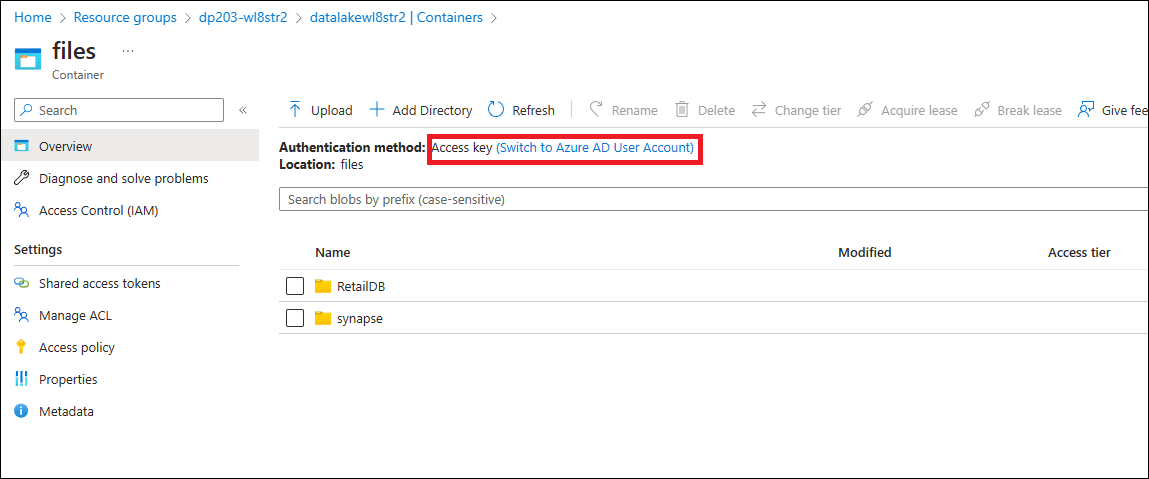 Home > Resource groups > dp203-wl8str2 > datalakewl8str2 | Containers >
files ...
Container
Search «
Upload Add Directory Refresh Rename Delete Change tier Acquire lease Break lease Give fee
Overview
Diagnose and solve problems
Access Control (IAM)
Settings
Shared access tokens
Manage ACL
Access policy
Properties
Metadata
Authentication method: Access key (Switch to Azure AD User Account)
Location: files
Search blobs by prefix (case-sensitive)
Name Modified Access tier
RetailDB
synapse